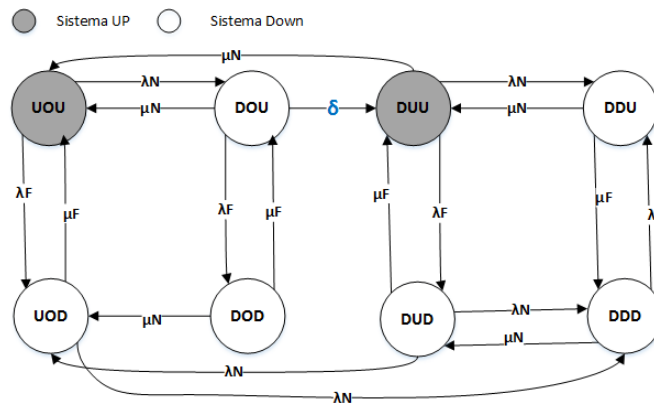 Sistema UP Sistema Down
μN
λN λN
UOU DOU DUU DDU
μN δ μN
λF μF λF μF μF λF μF λ
UOD DOD DUD DDD
μN λN
μN
λN
λN